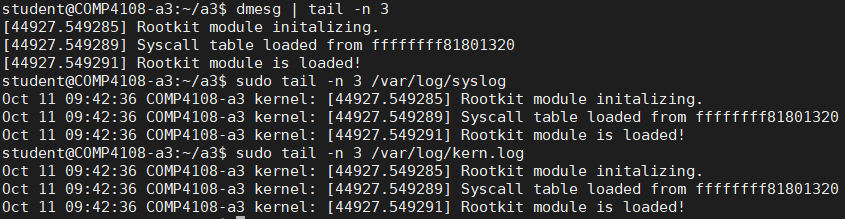 student@COMP4108-a3:~/a3$ dmesg | tail -n 3
[44927.549285] Rootkit module initalizing.
[44927.549289] Syscall table loaded from ffffffff81801320
[44927.549291] Rootkit module is loaded!
student@COMP4108-a3:~/a3$ sudo tail -n 3 /var/log/syslog
Oct 11 09:42:36 COMP4108-a3 kernel: [44927.549285] Rootkit module initalizing.
Oct 11 09:42:36 COMP4108-a3 kernel: [44927.549289] Syscall table loaded from ffffffff81801320
Oct 11 09:42:36 COMP4108-a3 kernel: [44927.549291] Rootkit module is loaded!
student@COMP4108-a3:~/a3$ sudo tail -n 3 /var/log/kern.log
Oct 11 09:42:36 COMP4108-a3 kernel: [44927.549285] Rootkit module initalizing.
Oct 11 09:42:36 COMP4108-a3 kernel: [44927.549289] Syscall table loaded from ffffffff81801320
Oct 11 09:42:36 COMP4108-a3 kernel: [44927.549291] Rootkit module is loaded!